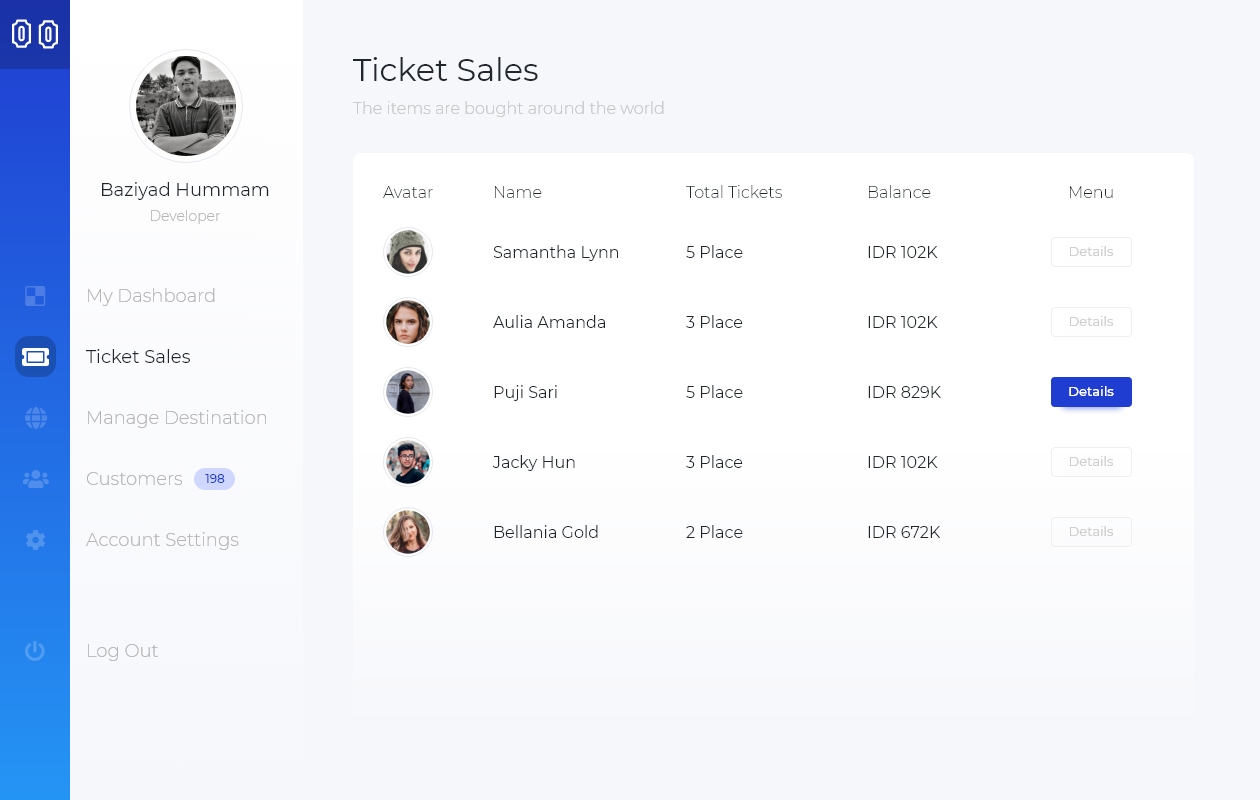 Baziyad Hummam
Developer
My Dashboard
Ticket Sales
Manage Destination
Customers 198
Account Settings
Log Out
Ticket Sales
The items are bought around the world
Avatar Name Total Tickets Balance Menu
Samantha Lynn 5 Place IDR 102K Details
Aulia Amanda 3 Place IDR 102K Details
Puji Sari 5 Place IDR 829K Details
Jacky Hun 3 Place IDR 102K Details
Bellania Gold 2 Place IDR 672K Details